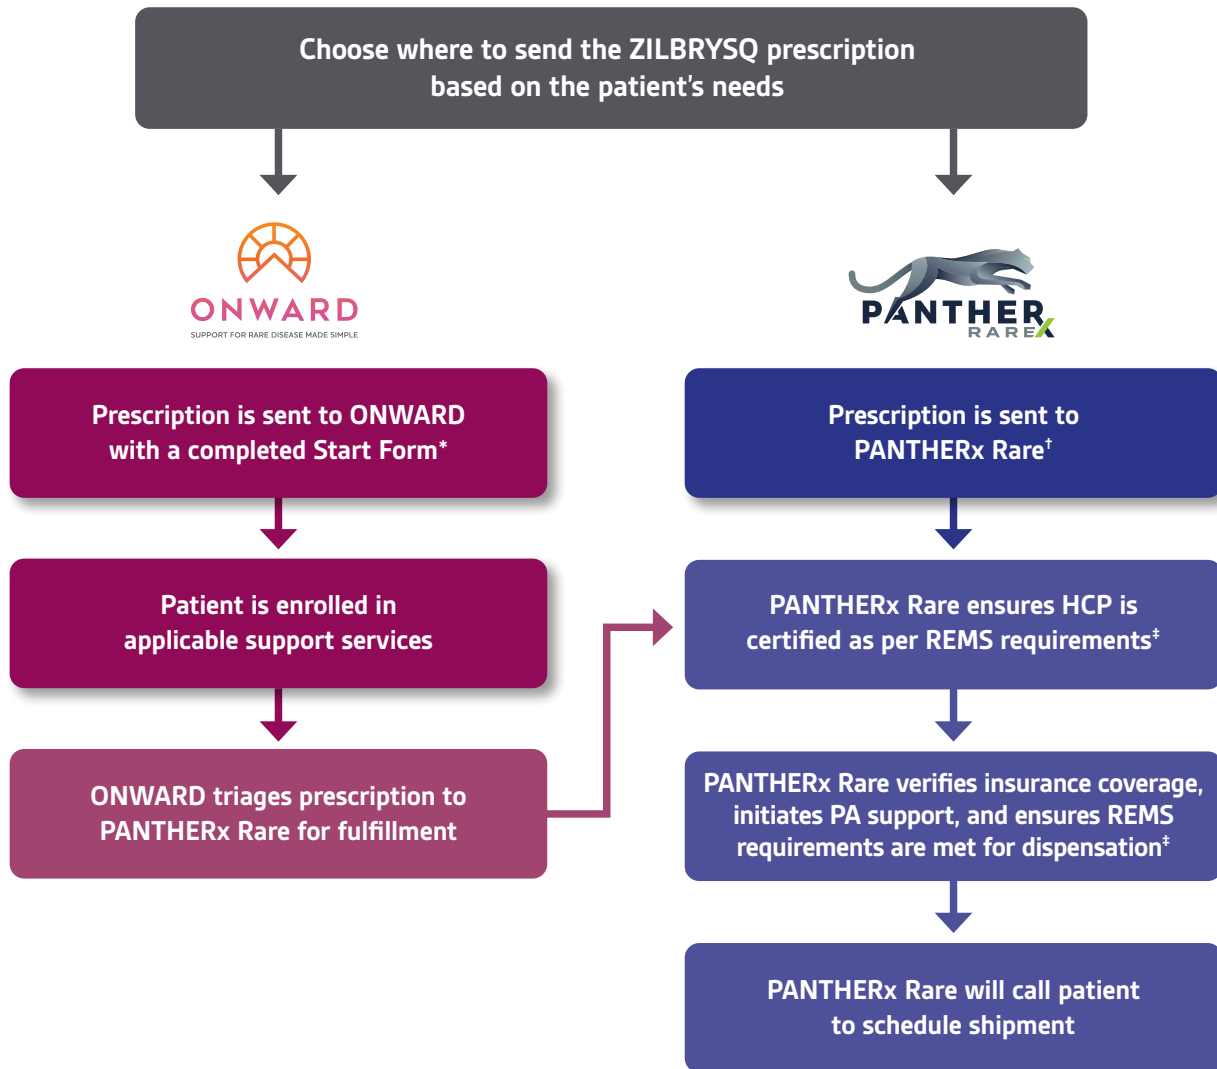 Choose where to send the ZILBRYSQ prescription
based on the patient's needs
ONWARD
SUPPORT FOR RARE DISEASE MADE SIMPLE
PANTHERX
RARE
Prescription is sent to ONWARD
with a completed Start Form*
Prescription is sent to
PANTHERx Rare†
Patient is enrolled in
applicable support services
PANTHERx Rare ensures HCP is
certified as per REMS requirements‡
ONWARD triages prescription to
PANTHERx Rare for fulfillment
PANTHERx Rare verifies insurance coverage,
initiates PA support, and ensures REMS
requirements are met for dispensation‡
PANTHERx Rare will call patient
to schedule shipment